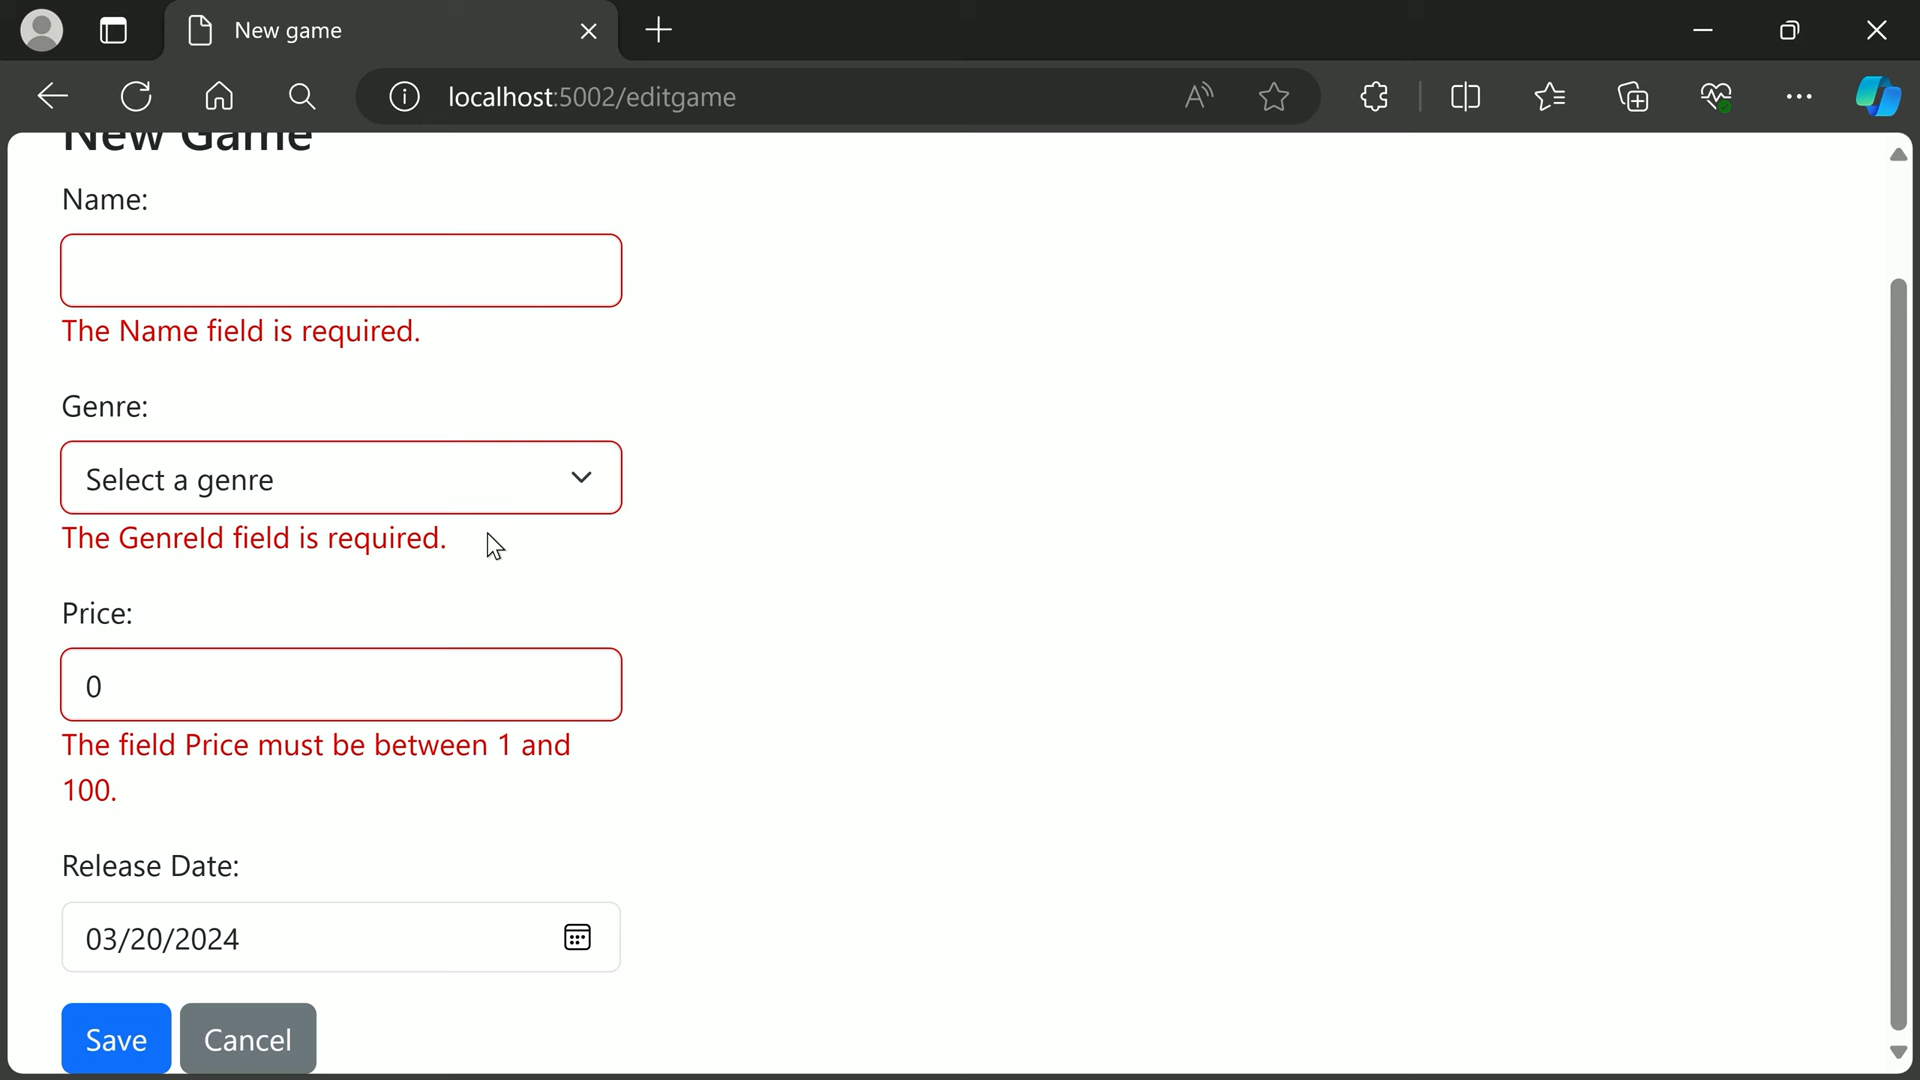 New game
localhost:5002/editgame
New Game
Name:
The Name field is required.
Genre:
Select a genre
The GenreId field is required.
Price:
0
The field Price must be between 1 and
100.
Release Date:
03/20/2024
Save Cancel